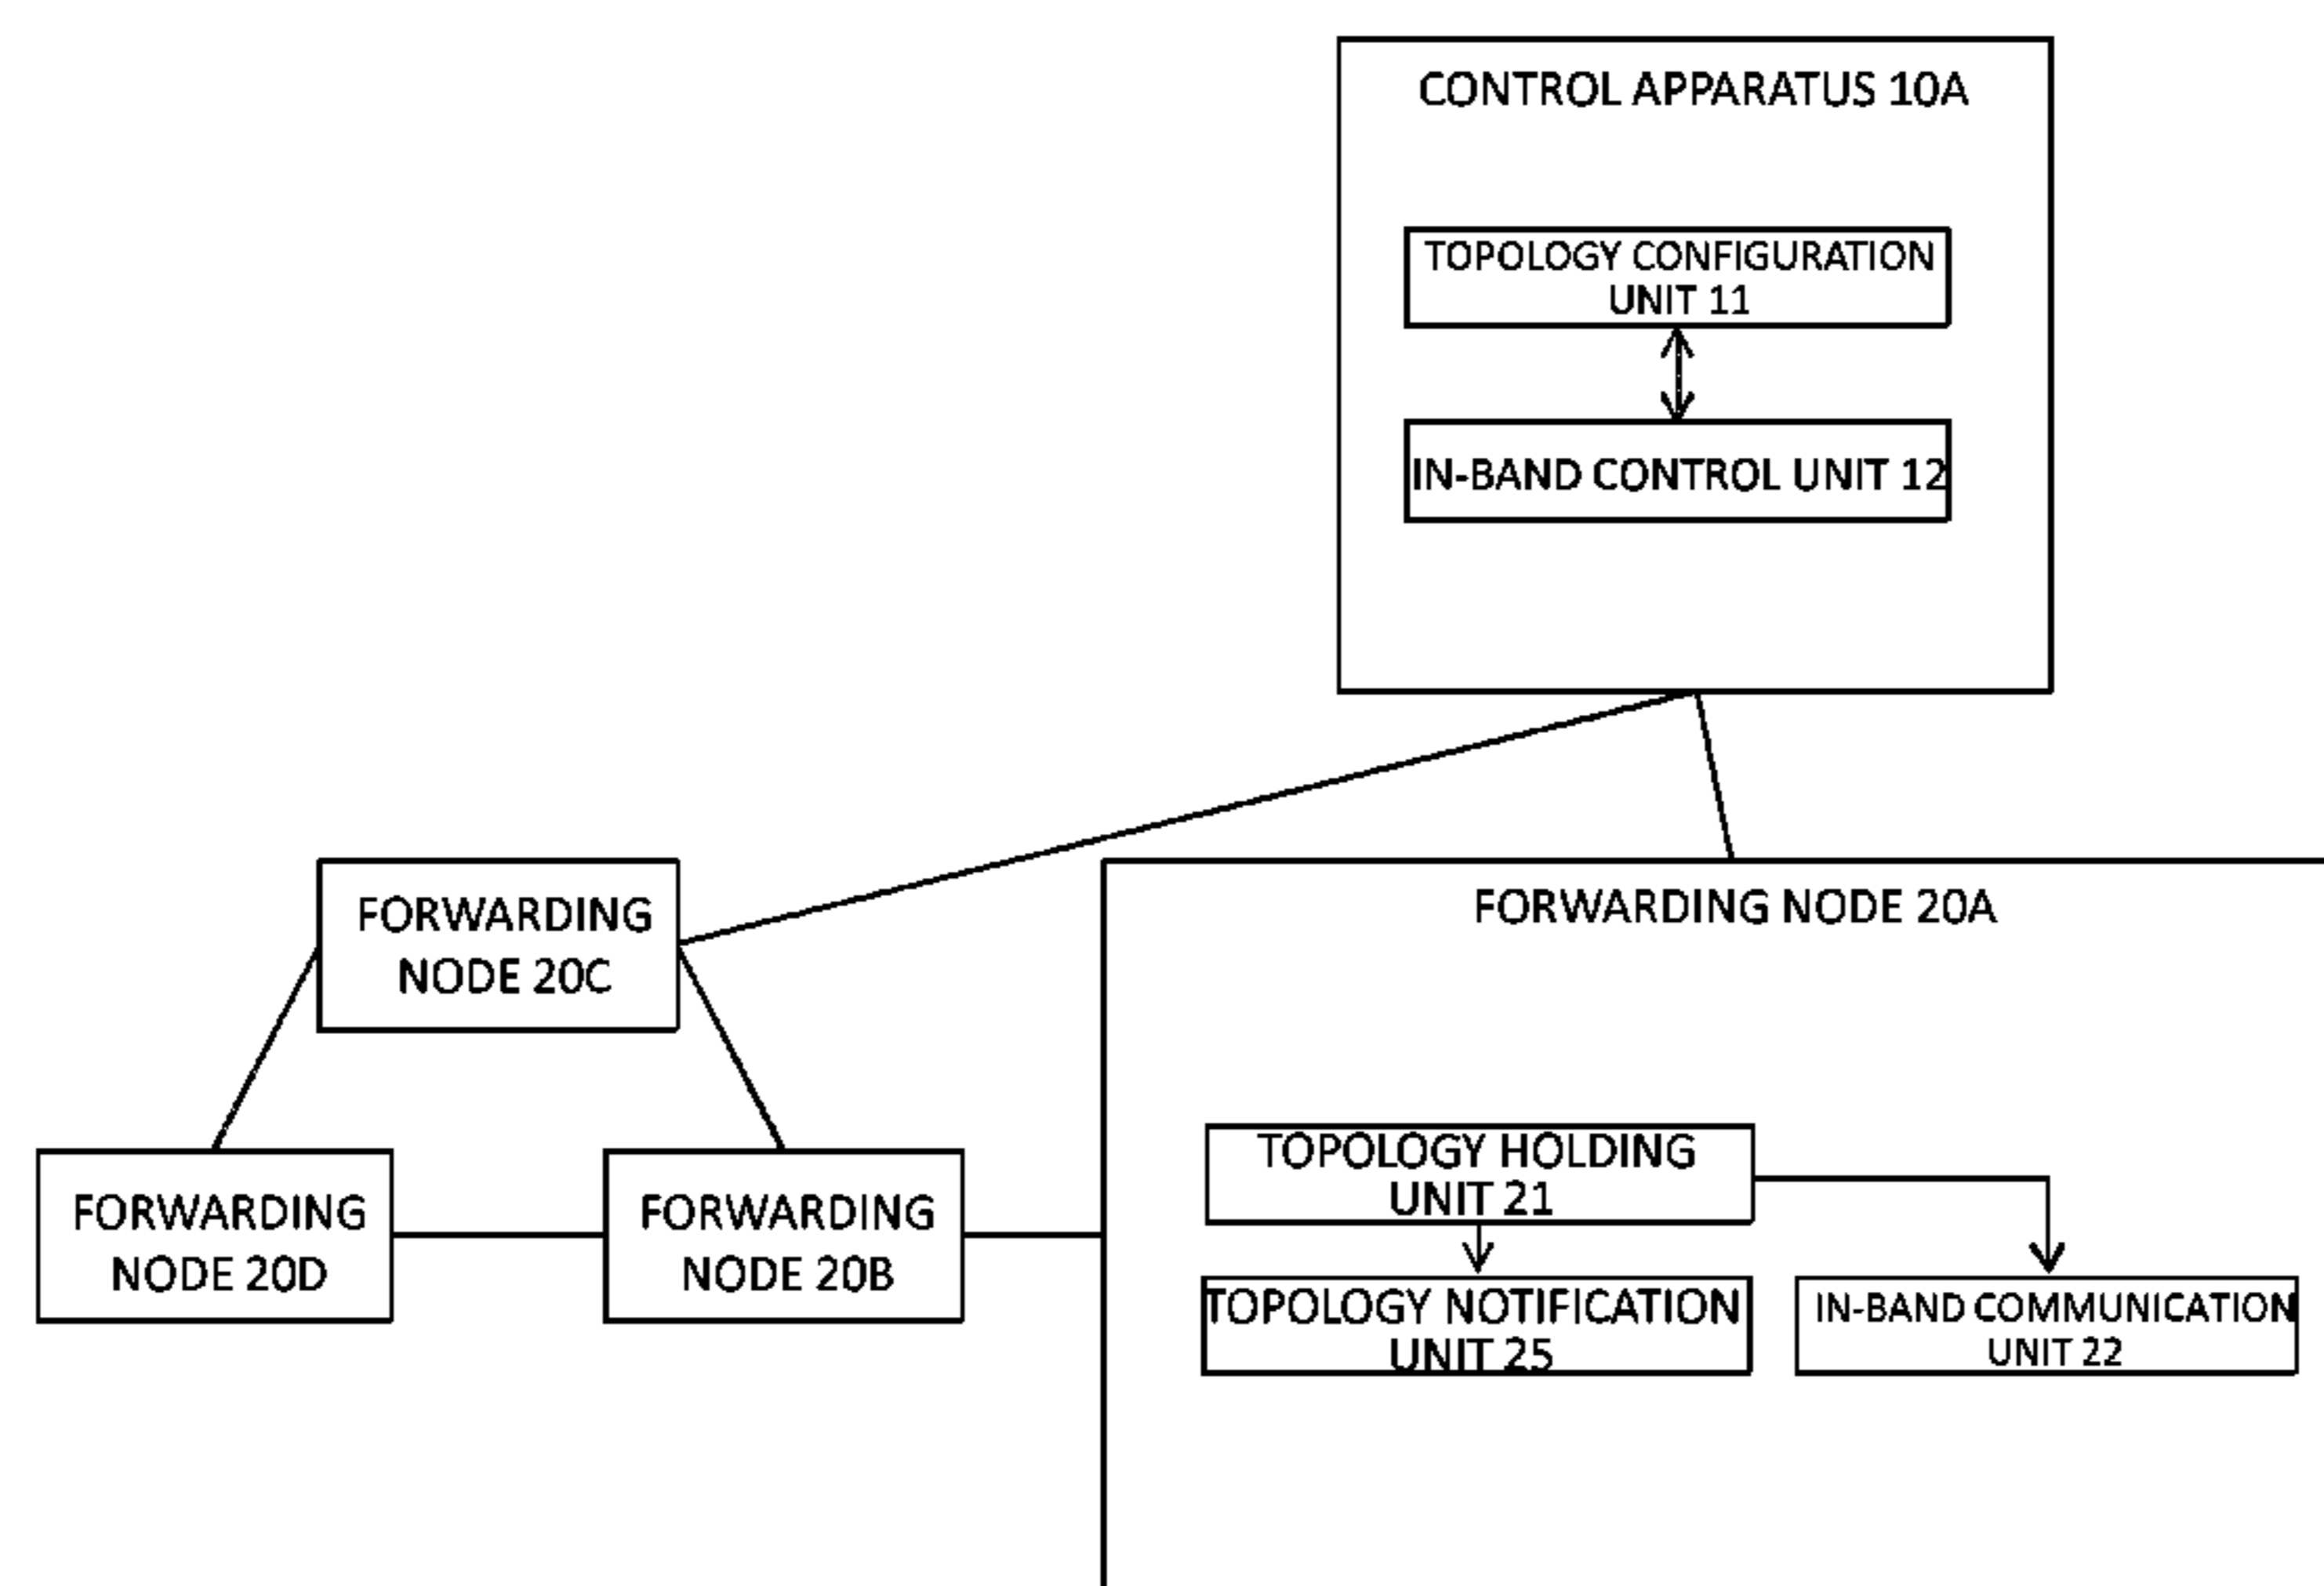 CONTROL APPARATUS 10A
TOPOLOGY CONFIGURATION
UNIT 11
IN-BAND CONTROL UNIT 12
FORWARDING
NODE 20C
FORWARDING NODE 20A
FORWARDING
NODE 20D
FORWARDING
NODE 20B
TOPOLOGY HOLDING
UNIT 21
TOPOLOGY NOTIFICATION
UNIT 25
IN-BAND COMMUNICATION
UNIT 22